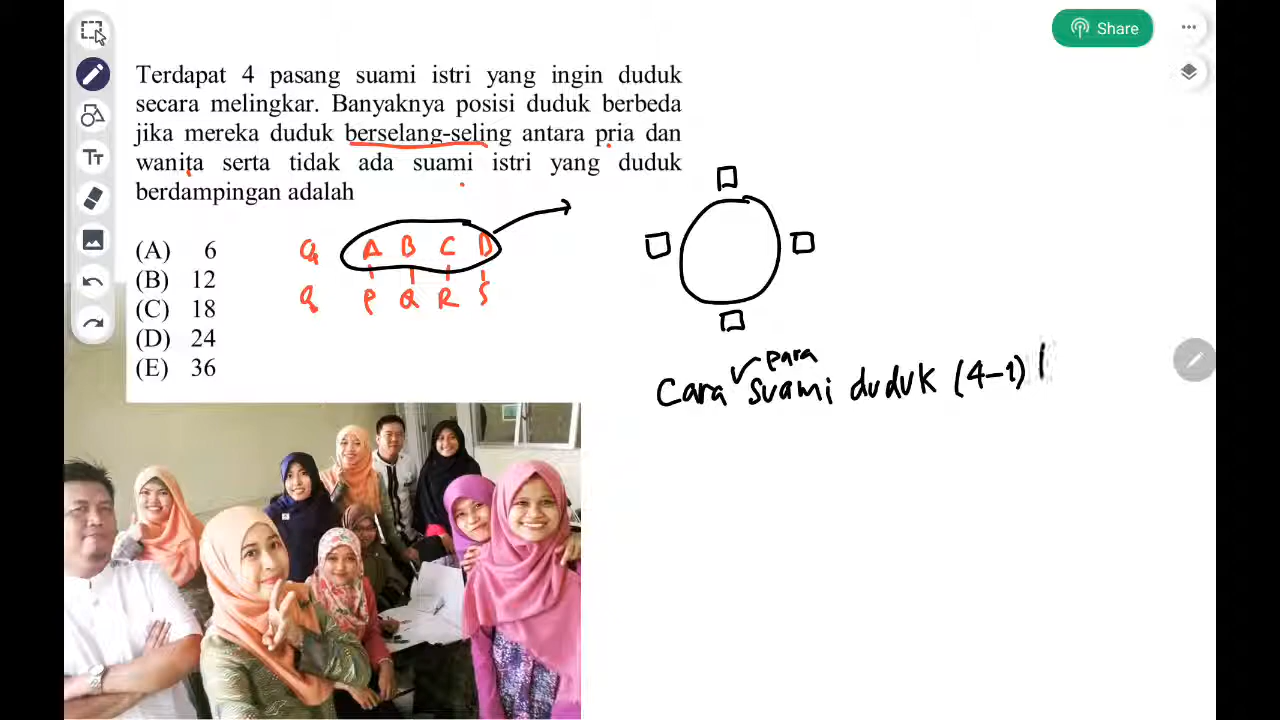 Share
Terdapat 4 pasang suami istri yang ingin duduk
secara melingkar. Banyaknya posisi duduk berbeda
jika mereka duduk berselang-seling antara pria dan
wanita serta tidak ada suami istri yang duduk
berdampingan adalah
(A) 6
(B) 12
(C) 18
(D) 24
(E) 36
A B C D
P Q R S
para
Cara suami duduk (4-1)
Tт